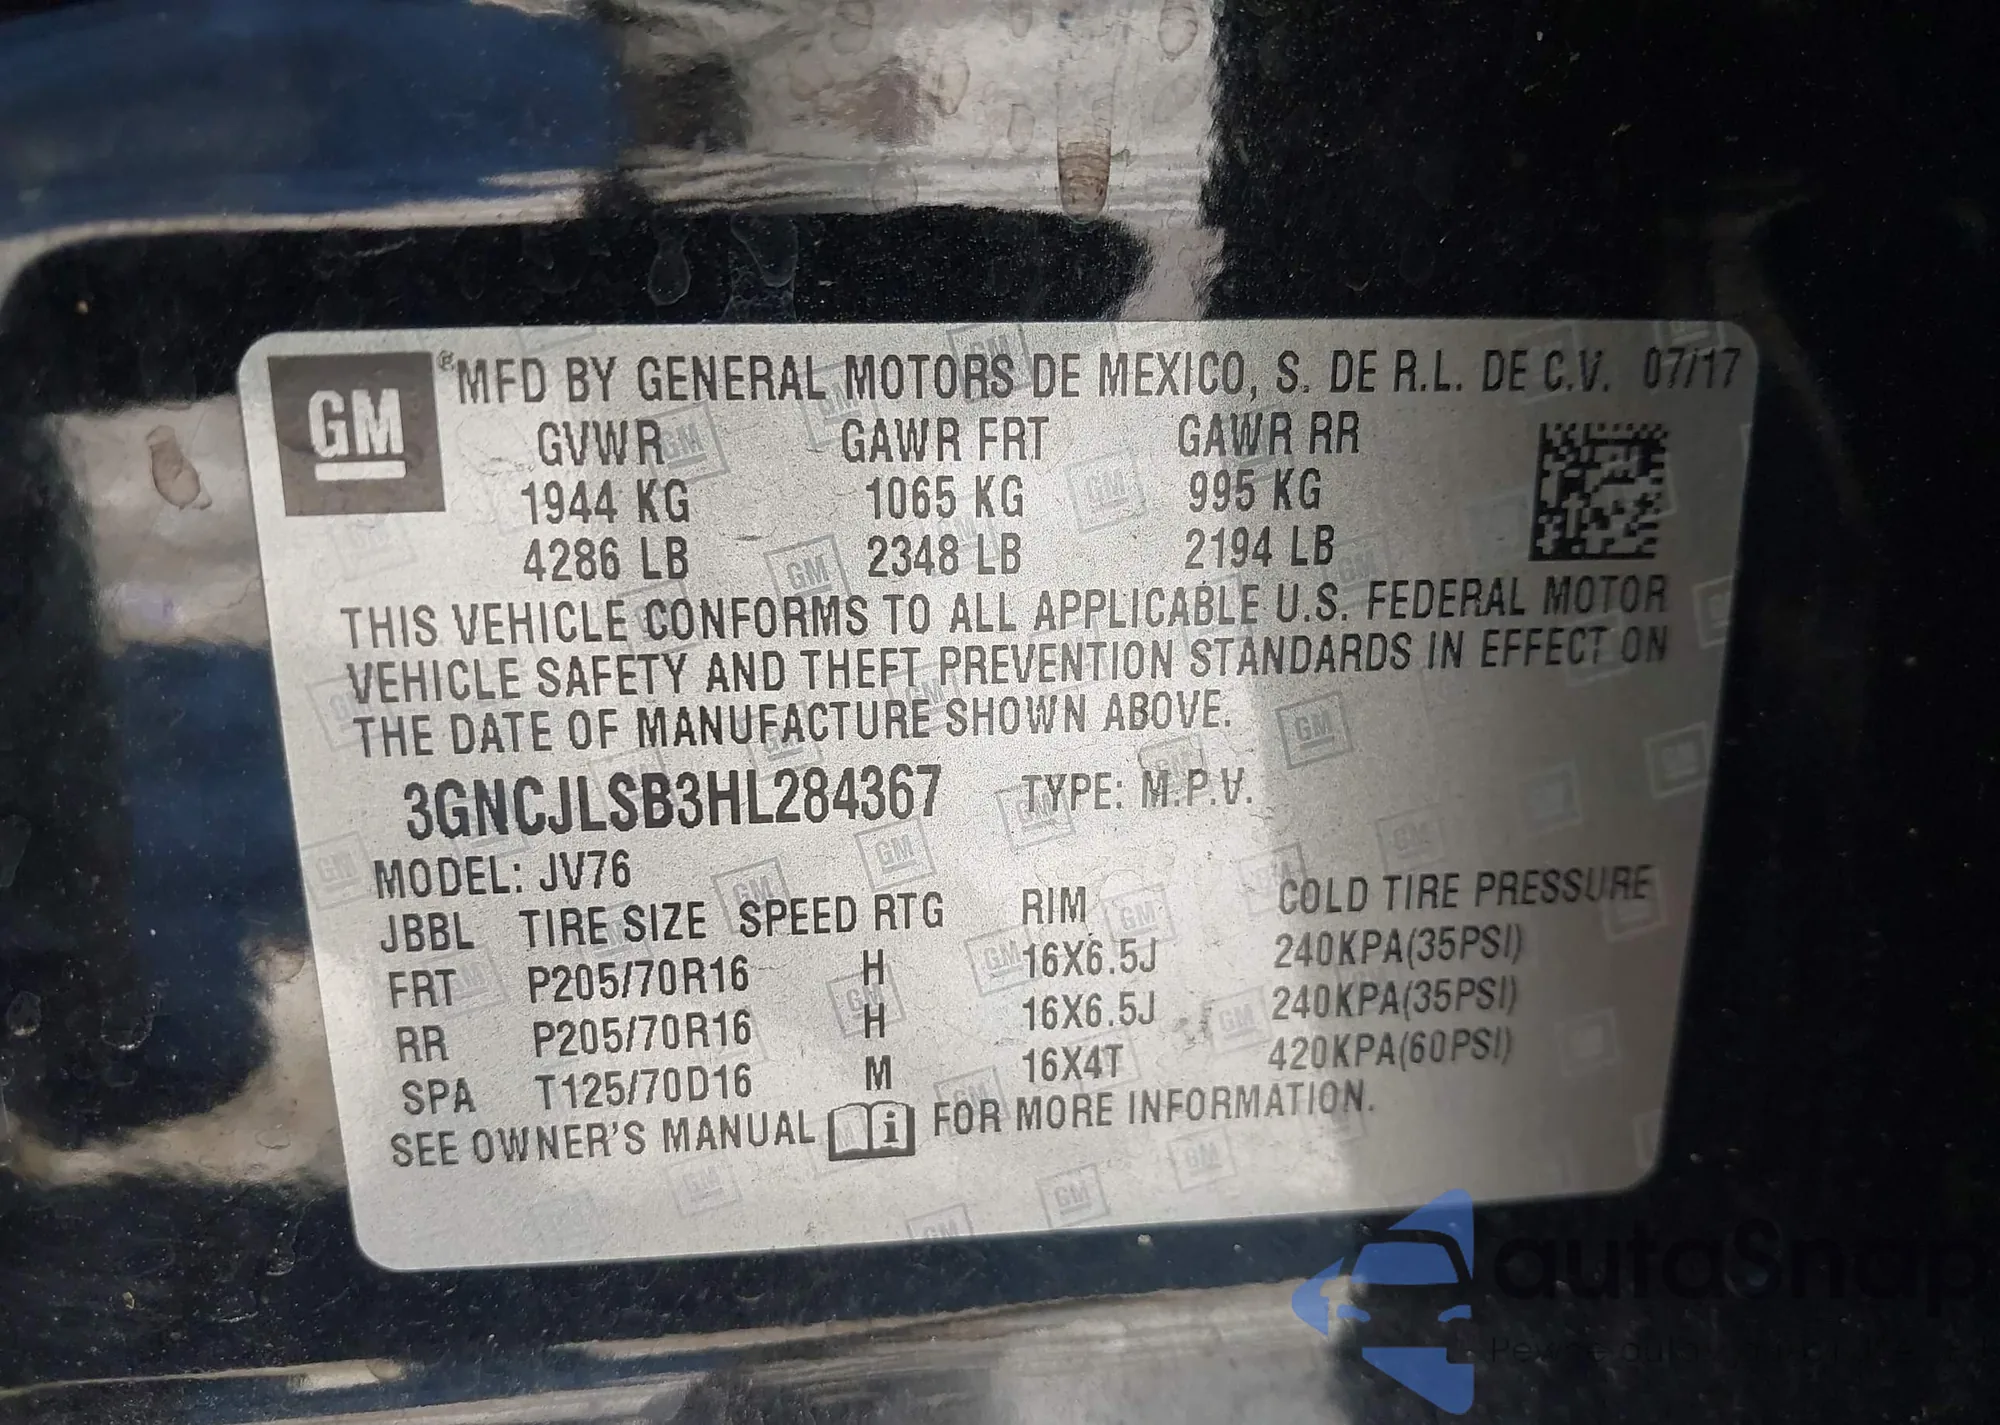 GM
®MFD BY GENERAL MOTORS DE MEXICO, S. DE R.L. DE C.V. 07/17
GVWR GAWR FRT GAWR RR
1944 KG 1065 KG 995 KG
4286 LB 2348 LB 2194 LB
THIS VEHICLE CONFORMS TO ALL APPLICABLE U.S. FEDERAL MOTOR
VEHICLE SAFETY AND THEFT PREVENTION STANDARDS IN EFFECT ON
THE DATE OF MANUFACTURE SHOWN ABOVE.
3GNCJLSB3HL284367 TYPE: M.P.V.
MODEL: JV76
JBBL TIRE SIZE SPEED RTG RIM COLD TIRE PRESSURE
FRT P205/70R16 H 16X6.5J 240KPA(35PSI)
RR P205/70R16 H 16X6.5J 240KPA(35PSI)
SPA T125/70D16 M 16X4T 420KPA(60PSI)
SEE OWNER'S MANUAL i FOR MORE INFORMATION.
autoSnap